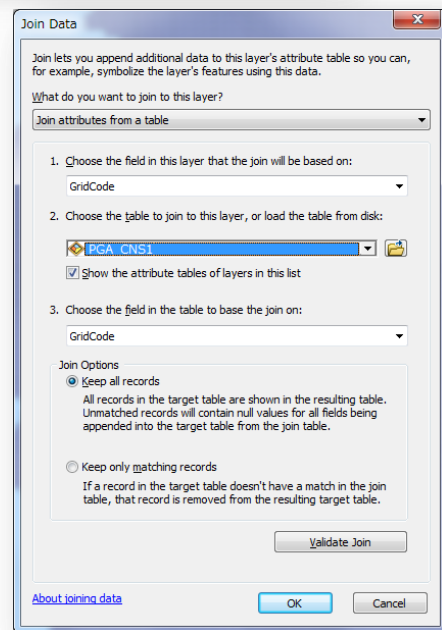 Join Data
Join lets you append additional data to this layer's attribute table so you can,
for example, symbolize the layer's features using this data.
What do you want to join to this layer?
Join attributes from a table
1. Choose the field in this layer that the join will be based on:
GridCode
2. Choose the table to join to this layer, or load the table from disk:
PGA_CNS1
Show the attribute tables of layers in this list
3. Choose the field in the table to base the join on:
GridCode
Join Options
Keep all records
All records in the target table are shown in the resulting table.
Unmatched records will contain null values for all fields being
appended into the target table from the join table.
Keep only matching records
If a record in the target table doesn't have a match in the join
table, that record is removed from the resulting target table.
Validate Join
About joining data
OK
Cancel